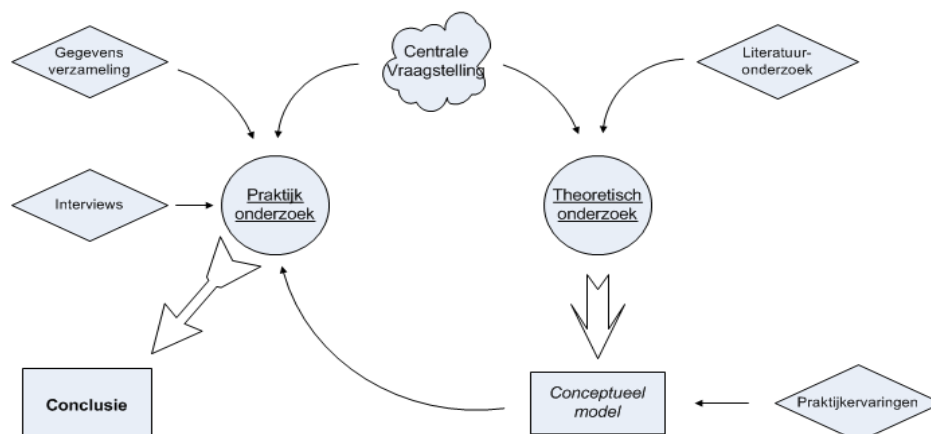 Gegevens
verzameling
Centrale
Vraagstelling
Literatuur-
onderzoek
Interviews
Praktijk
onderzoek
Theoretisch
onderzoek
Conclusie
Conceptueel
model
Praktijkervaringen